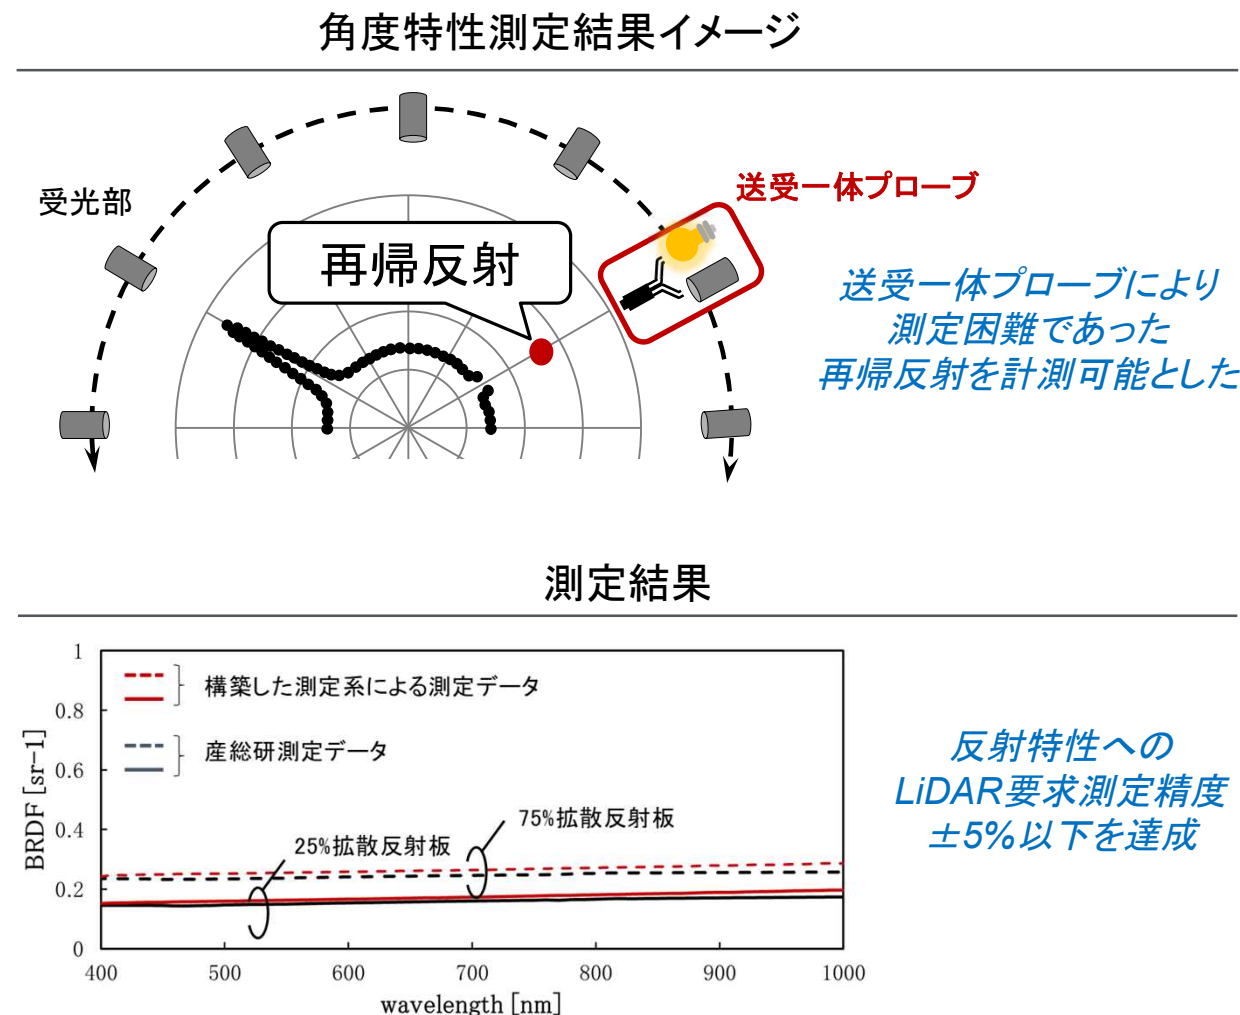 角度特性測定結果イメージ
受光部
再帰反射
送受一体プローブ
送受一体プローブにより
測定困難であった
再帰反射を計測可能とした
測定結果
1
0.8
0.6
0.4
0.2
0
BRDF [sr−1]
構築した測定系による測定データ
産総研測定データ
75%拡散反射板
25%拡散反射板
400
500
600
700
800
900
1000
wavelength [nm]
反射特性への
LiDAR要求測定精度
±5%以下を達成